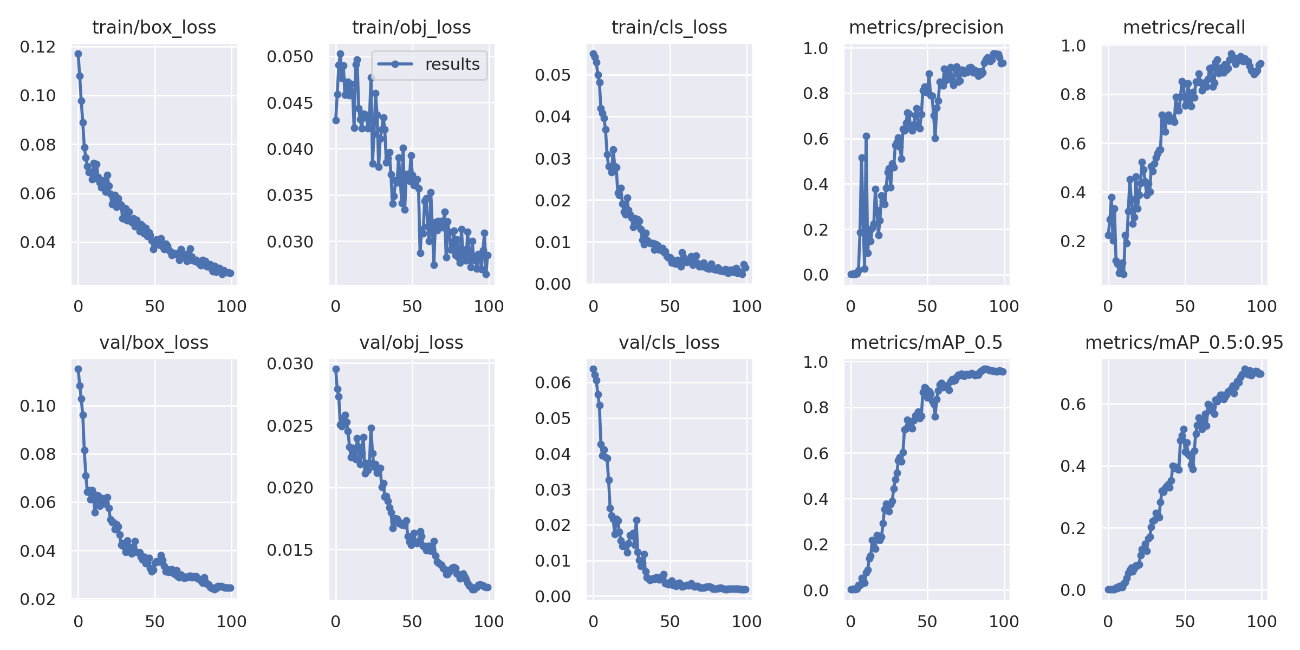 train/box_loss
0.12
0.10
0.08
0.06
0.04
0 50 100
train/obj_loss
results
0.050
0.045
0.040
0.035
0.030
0 50 100
train/cls_loss
0.05
0.04
0.03
0.02
0.01
0.00
0 50 100
metrics/precision
1.0
0.8
0.6
0.4
0.2
0.0
0 50 100
metrics/recall
1.0
0.8
0.6
0.4
0.2
0 50 100
val/box_loss
0.10
0.08
0.06
0.04
0.02
0 50 100
val/obj_loss
0.030
0.025
0.020
0.015
0 50 100
val/cls_loss
0.06
0.05
0.04
0.03
0.02
0.01
0.00
0 50 100
metrics/mAP_0.5
1.0
0.8
0.6
0.4
0.2
0.0
0 50 100
metrics/mAP_0.5:0.95
0.6
0.4
0.2
0.0
0 50 100